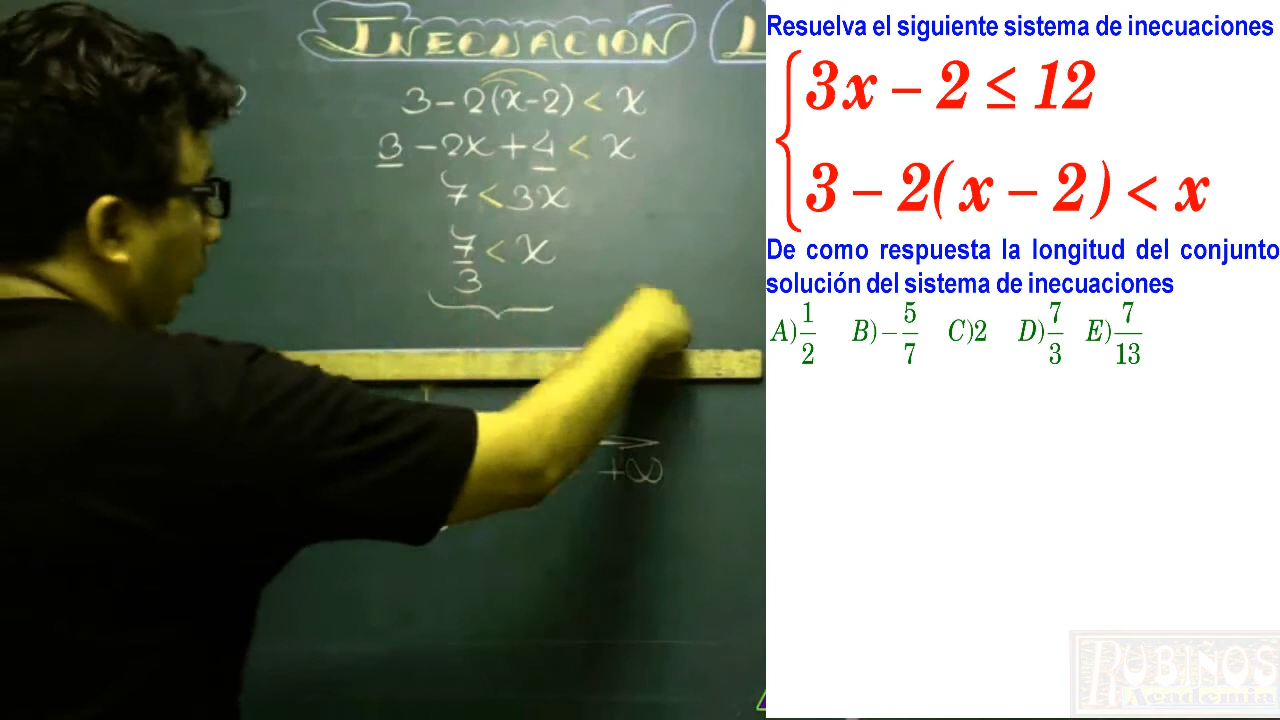 INECUACIÓN L
?
3 - 2(x-2) < x
3 - 2x + 4 < x
7 < 3x
7/3 < x
+∞
Resuelva el siguiente sistema de inecuaciones
3x - 2 ≤ 12
3 - 2(x - 2) < x
De como respuesta la longitud del conjunto
solución del sistema de inecuaciones
A) 1/2 B) - 5/7 C) 2 D) 7/3 E) 7/13
RUBIÑOS
Academia